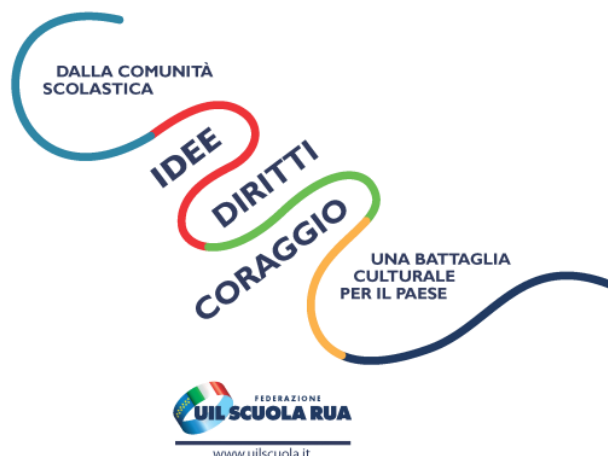 DALLA COMUNITÀ
SCOLASTICA
IDEE
DIRITTI
CORAGGIO
UNA BATTAGLIA
CULTURALE
PER IL PAESE
FEDERAZIONE
UIL SCUOLA RUA
www.uilscuola.it